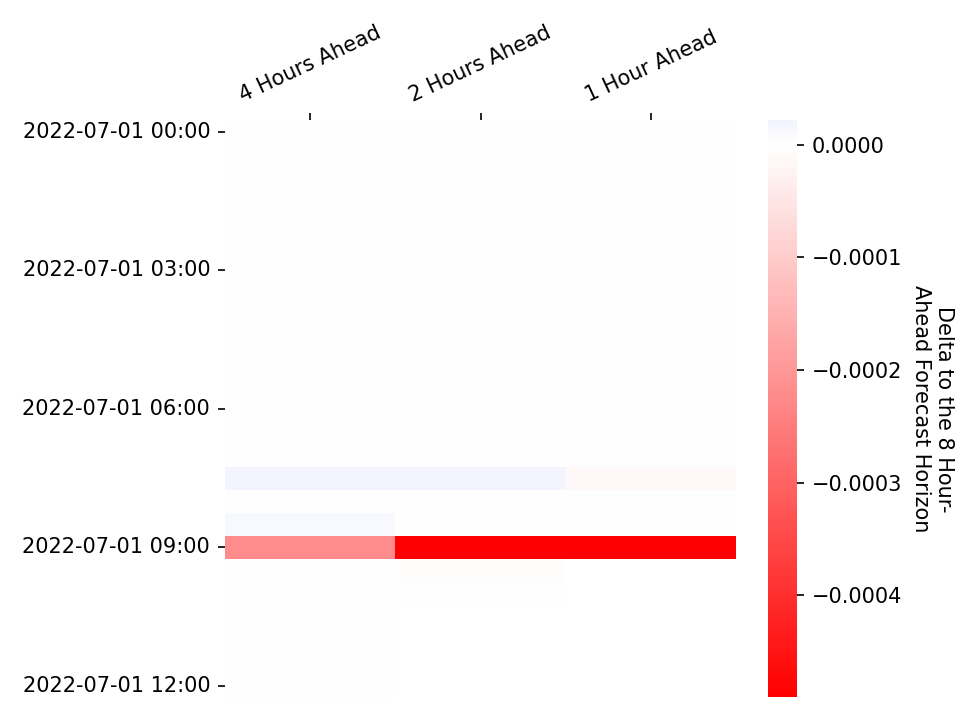 4 Hours Ahead
2 Hours Ahead
1 Hour Ahead
2022-07-01 00:00
2022-07-01 03:00
2022-07-01 06:00
2022-07-01 09:00
2022-07-01 12:00
0.0000
−0.0001
−0.0002
−0.0003
−0.0004
Delta to the 8 Hour-
Ahead Forecast Horizon